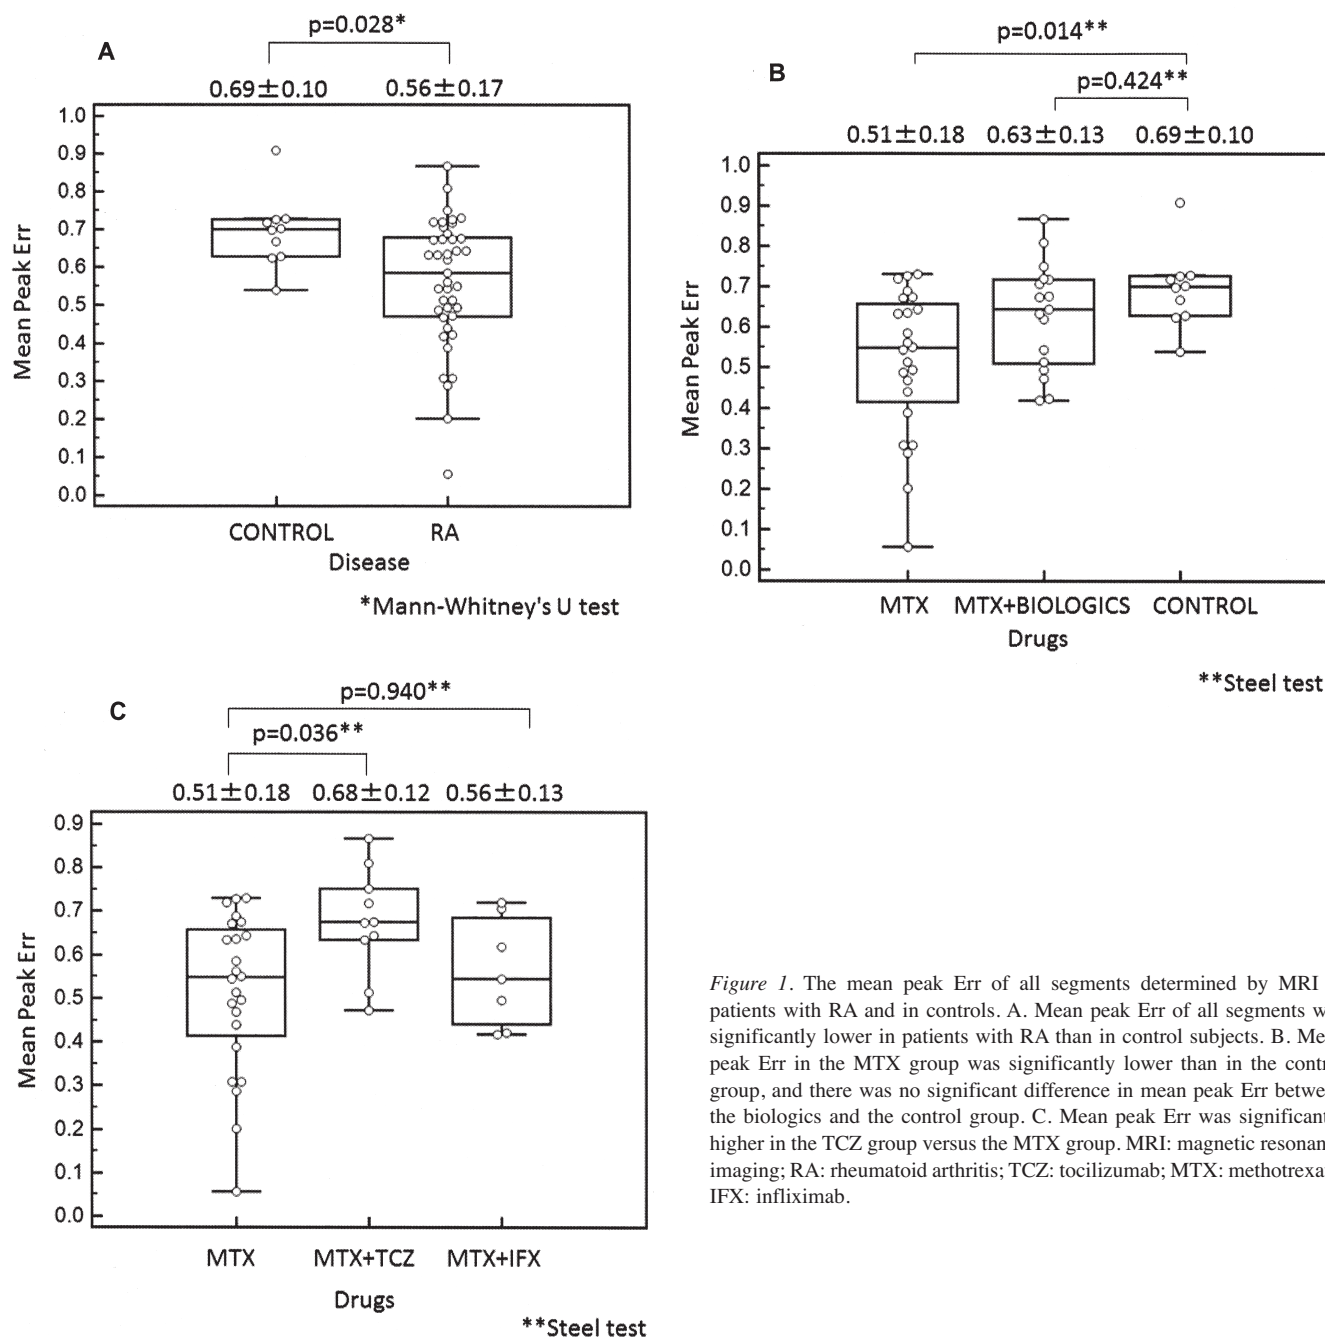 A
p=0.028*
0.69±0.10 0.56±0.17
1.0
0.9
0.8
0.7
0.6
0.5
0.4
0.3
0.2
0.1
0.0
Mean Peak Err
CONTROL RA
Disease
*Mann-Whitney's U test
B
p=0.014**
p=0.424**
0.51±0.18 0.63±0.13 0.69±0.10
1.0
0.9
0.8
0.7
0.6
0.5
0.4
0.3
0.2
0.1
0.0
Mean Peak Err
MTX MTX+BIOLOGICS CONTROL
Drugs
**Steel test
C
p=0.940**
p=0.036**
0.51±0.18 0.68±0.12 0.56±0.13
0.9
0.8
0.7
0.6
0.5
0.4
0.3
0.2
0.1
0.0
Mean Peak Err
MTX MTX+TCZ MTX+IFX
Drugs
**Steel test
Figure 1. The mean peak Err of all segments determined by MRI
patients with RA and in controls. A. Mean peak Err of all segments w
significantly lower in patients with RA than in control subjects. B. Me
peak Err in the MTX group was significantly lower than in the contr
group, and there was no significant difference in mean peak Err betwe
the biologics and the control group. C. Mean peak Err was significant
higher in the TCZ group versus the MTX group. MRI: magnetic resonan
imaging; RA: rheumatoid arthritis; TCZ: tocilizumab; MTX: methotrexa
IFX: infliximab.